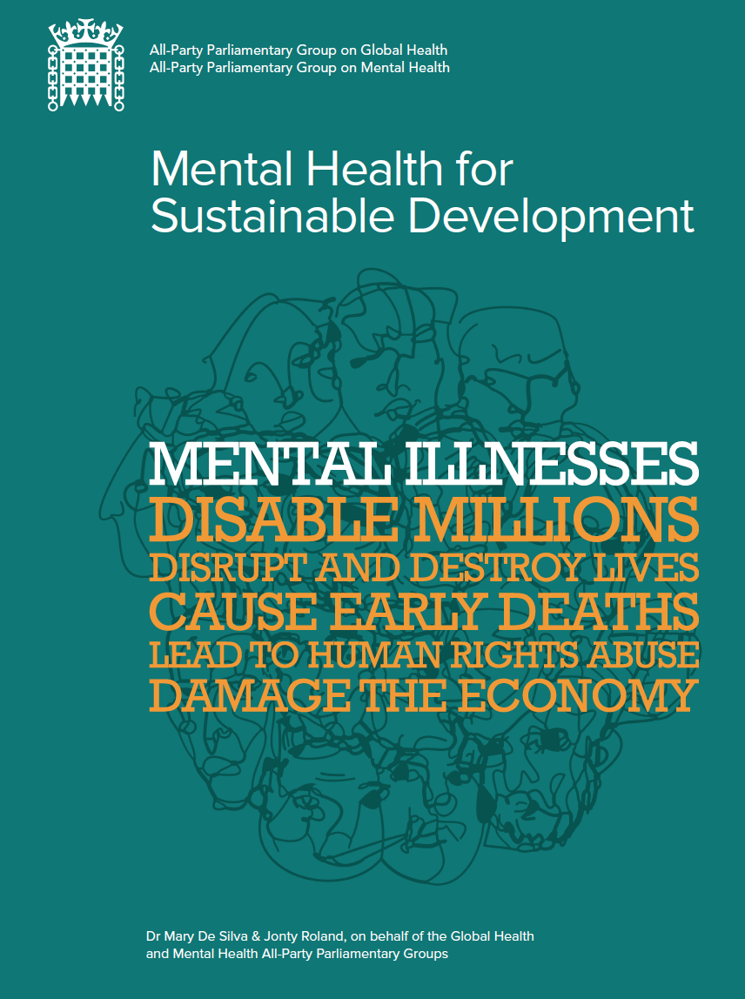 All-Party Parliamentary Group on Global Health
All-Party Parliamentary Group on Mental Health
Mental Health for
Sustainable Development
MENTAL ILLNESSES
DISABLE MILLIONS
DISRUPT AND DESTROY LIVES
CAUSE EARLY DEATHS
LEAD TO HUMAN RIGHTS ABUSE
DAMAGE THE ECONOMY
Dr Mary De Silva & Jonty Roland, on behalf of the Global Health
and Mental Health All-Party Parliamentary Groups